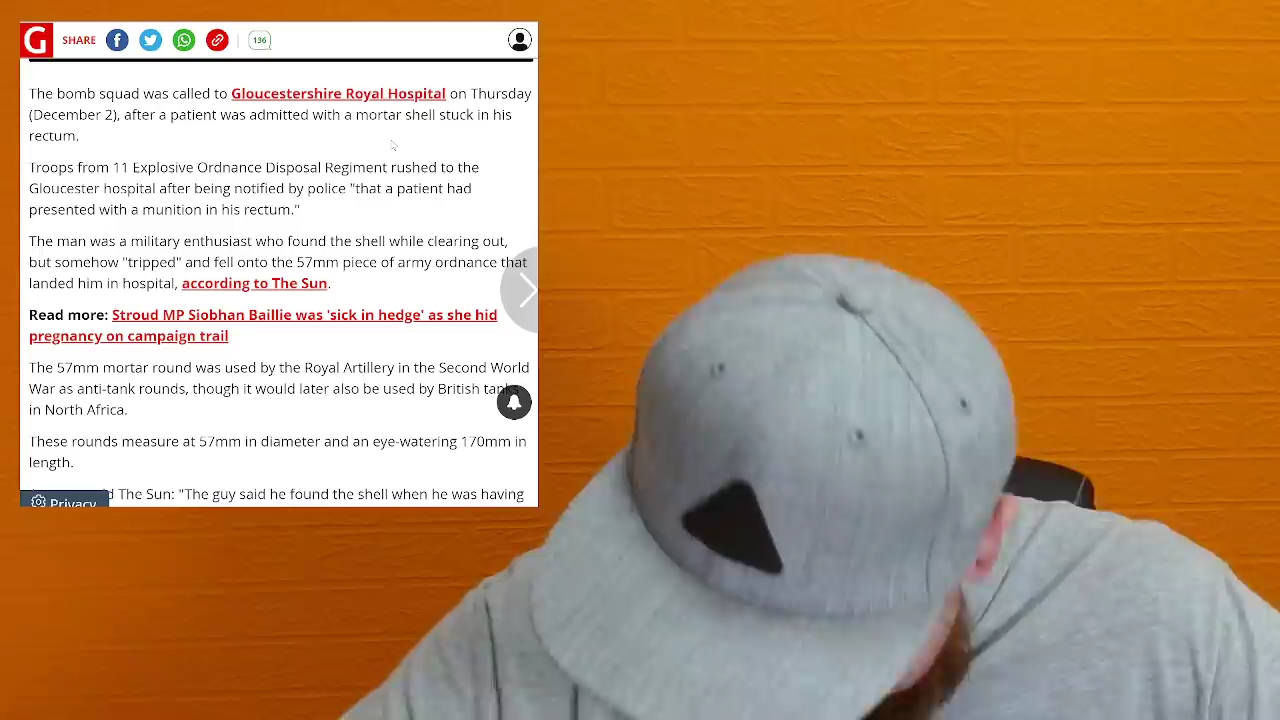 G SHARE 136
The bomb squad was called to Gloucestershire Royal Hospital on Thursday
(December 2), after a patient was admitted with a mortar shell stuck in his
rectum.
Troops from 11 Explosive Ordnance Disposal Regiment rushed to the
Gloucester hospital after being notified by police "that a patient had
presented with a munition in his rectum."
The man was a military enthusiast who found the shell while clearing out,
but somehow "tripped" and fell onto the 57mm piece of army ordnance that
landed him in hospital, according to The Sun.
Read more: Stroud MP Siobhan Baillie was 'sick in hedge' as she hid
pregnancy on campaign trail
The 57mm mortar round was used by the Royal Artillery in the Second World
War as anti-tank rounds, though it would later also be used by British tanks
in North Africa.
These rounds measure at 57mm in diameter and an eye-watering 170mm in
length.
The Sun: "The guy said he found the shell when he was having
Privacy